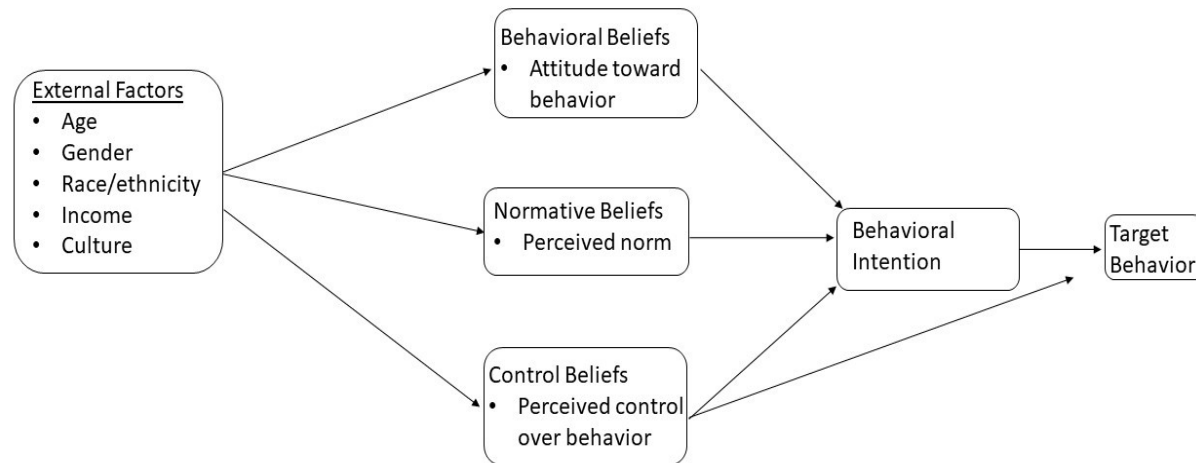 External Factors
• Age
• Gender
• Race/ethnicity
• Income
• Culture
Behavioral Beliefs
• Attitude toward
behavior
Normative Beliefs
• Perceived norm
Control Beliefs
• Perceived control
over behavior
Behavioral
Intention
Target
Behavior